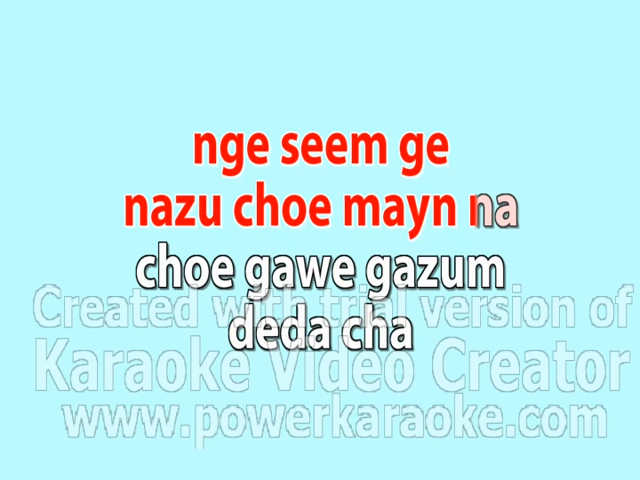 nge seem ge
nazu choe mayn na
choe gawe gazum
deda cha
Created with trial version of
Karaoke Video Creator
www.powerkaraoke.com